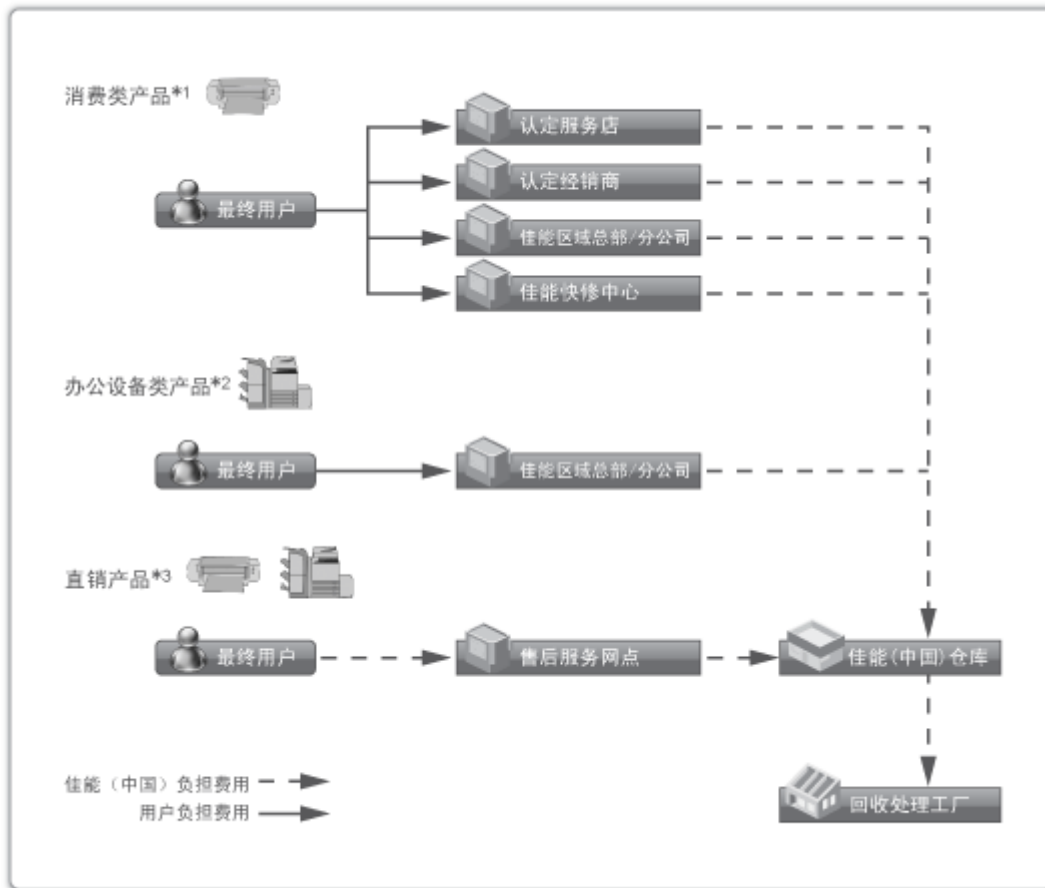 消费类产品*1
认定服务店
认定经销商
最终用户
佳能区域总部/分公司
佳能快修中心
办公设备类产品*2
最终用户
佳能区域总部/分公司
直销产品*3
最终用户
售后服务网点
佳能(中国)仓库
佳能（中国）负担费用
用户负担费用
回收处理工厂